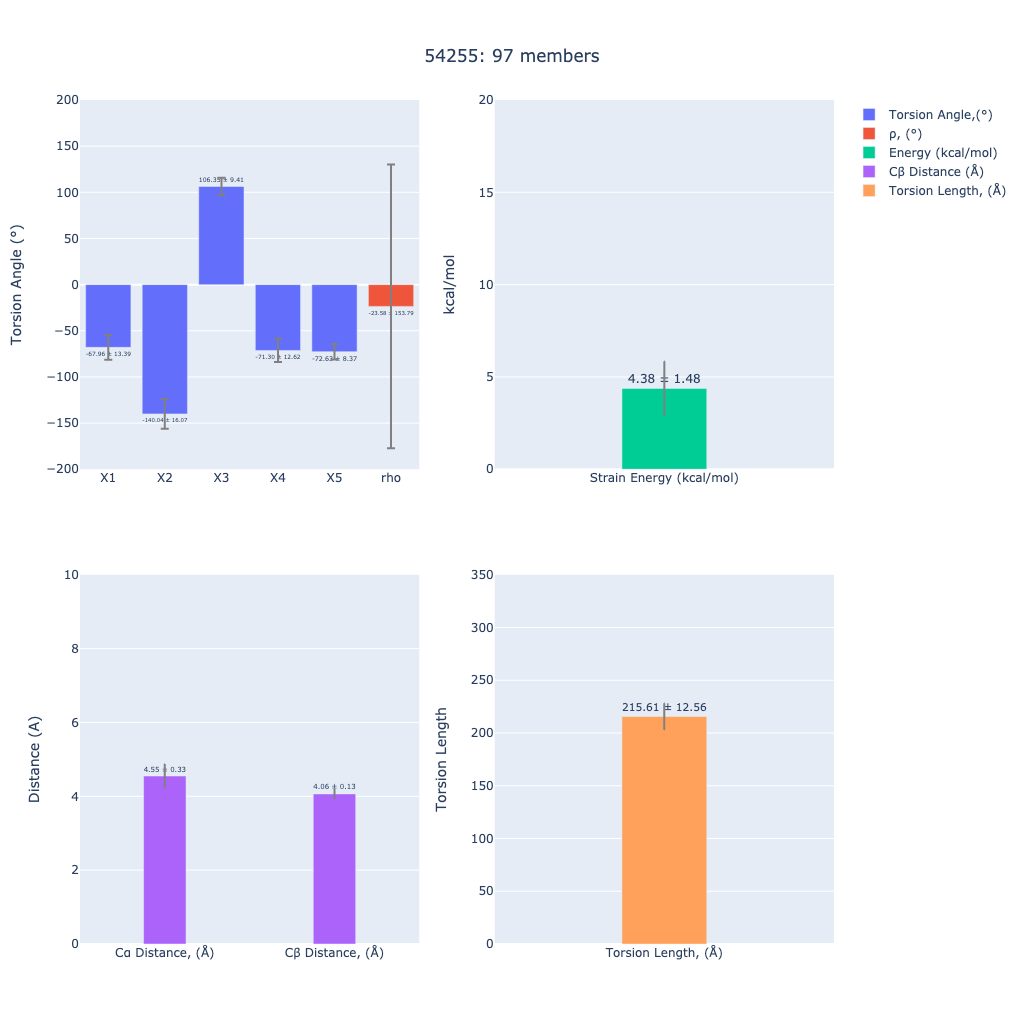 54255: 97 members
200
150
100
50
0
−50
−100
−150
−200
Torsion Angle (°)
-67.96 ± 13.39
-140.04 ± 16.07
106.35 ± 9.41
-71.30 ± 12.62
-72.63 ± 8.37
-23.58 ± 153.79
X1
X2
X3
X4
X5
rho
20
15
10
5
0
kcal/mol
4.38 ± 1.48
Strain Energy (kcal/mol)
Torsion Angle,(°)
ρ, (°)
Energy (kcal/mol)
Cβ Distance (Å)
Torsion Length, (Å)
10
8
6
4
2
0
Distance (A)
4.55 ± 0.33
4.06 ± 0.13
Cα Distance, (Å)
Cβ Distance, (Å)
350
300
250
200
150
100
50
0
Torsion Length
215.61 ± 12.56
Torsion Length, (Å)